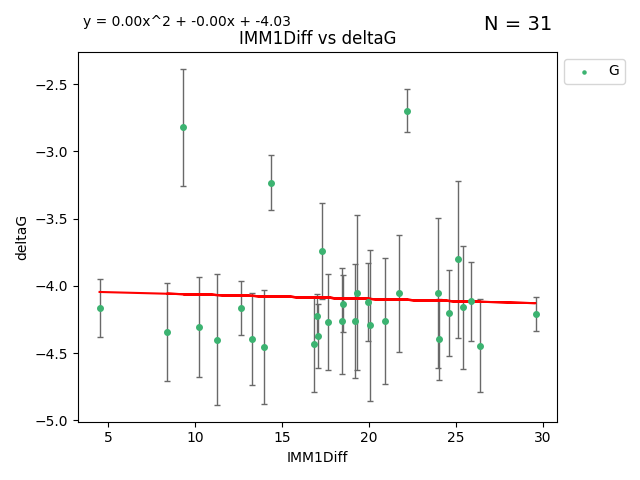 y = 0.00x^2 + -0.00x + -4.03
N = 31
IMM1Diff vs deltaG
G
deltaG
−2.5
−3.0
−3.5
−4.0
−4.5
−5.0
5 10 15 20 25 30
IMM1Diff